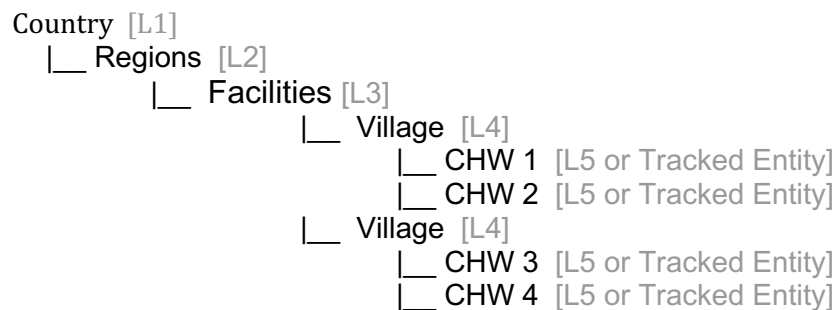 Country [L1]
|__ Regions [L2]
|__ Facilities [L3]
|__ Village [L4]
|__ CHW 1 [L5 or Tracked Entity]
|__ CHW 2 [L5 or Tracked Entity]
|__ Village [L4]
|__ CHW 3 [L5 or Tracked Entity]
|__ CHW 4 [L5 or Tracked Entity]